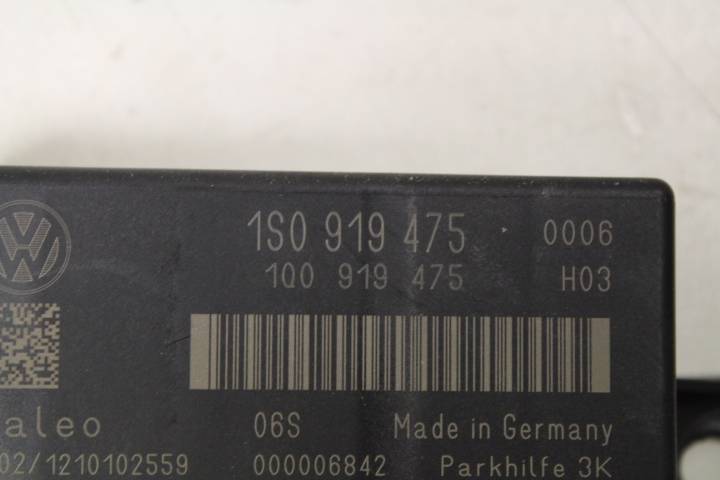 1S0 919 475 0006
1Q0 919 475 H03
aleo 06S Made in Germany
02/1210102559 000006842 Parkhilfe 3K